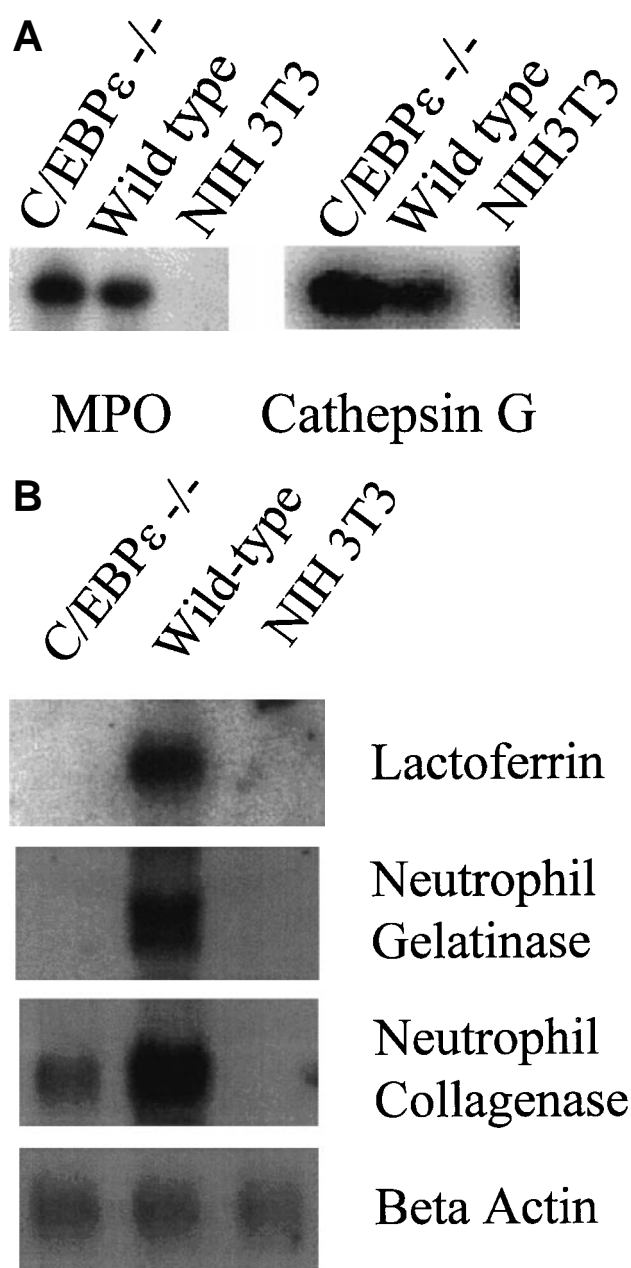 A
C/EBPε -/-
Wild type
NIH 3T3
C/EBPε -/-
Wild type
NIH3T3
MPO
Cathepsin G
B
C/EBPε -/-
Wild-type
NIH 3T3
Lactoferrin
Neutrophil
Gelatinase
Neutrophil
Collagenase
Beta Actin